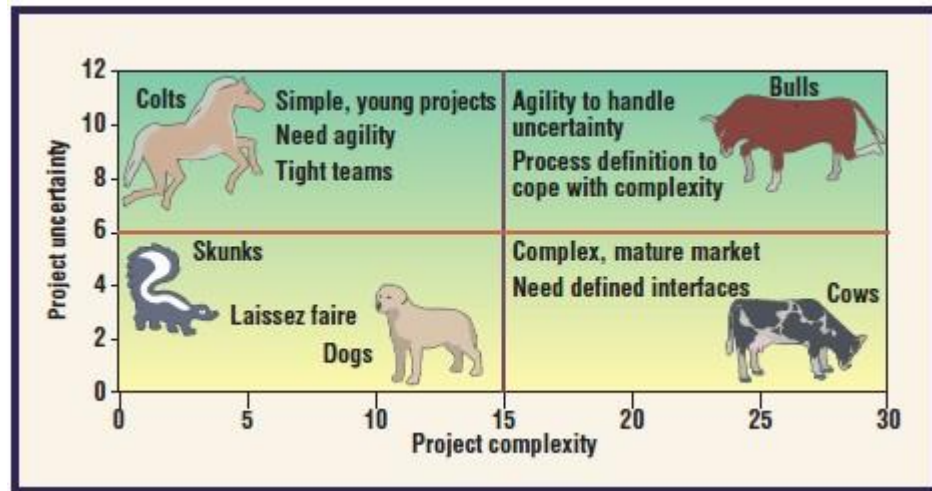 Project uncertainty
12
10
8
6
4
2
0
Colts
Simple, young projects
Need agility
Tight teams
Agility to handle
uncertainty
Process definition to
cope with complexity
Bulls
Skunks
Laissez faire
Dogs
Complex, mature market
Need defined interfaces
Cows
0 5 10 15 20 25 30
Project complexity